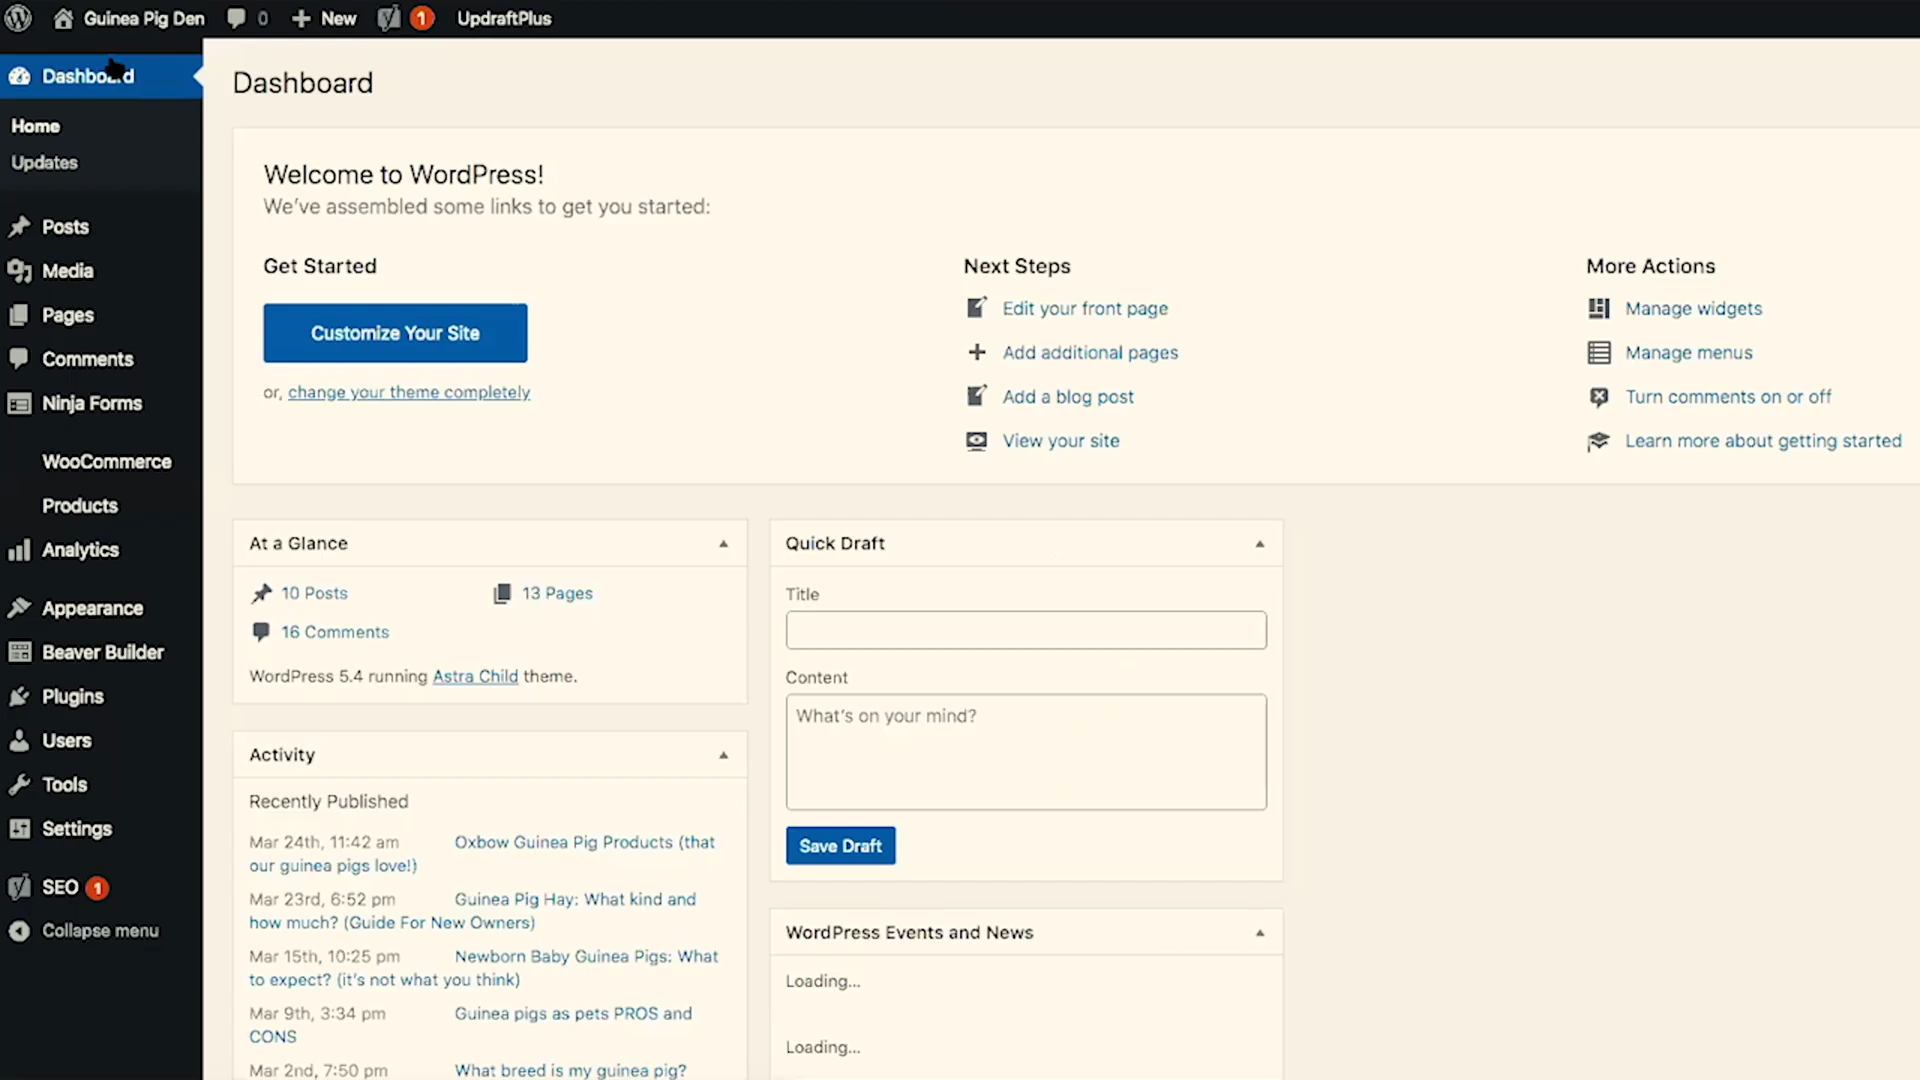 Guinea Pig Den 0 New 1 UpdraftPlus
Dashboard
Home
Updates
Posts
Media
Pages
Comments
Ninja Forms
WooCommerce
Products
Analytics
Appearance
Beaver Builder
Plugins
Users
Tools
Settings
SEO 1
Collapse menu
Dashboard
Welcome to WordPress!
We've assembled some links to get you started:
Get Started
Customize Your Site
or, change your theme completely
Next Steps
Edit your front page
Add additional pages
Add a blog post
View your site
More Actions
Manage widgets
Manage menus
Turn comments on or off
Learn more about getting started
At a Glance
10 Posts 13 Pages
16 Comments
WordPress 5.4 running Astra Child theme.
Activity
Recently Published
Mar 24th, 11:42 am Oxbow Guinea Pig Products (that
our guinea pigs love!)
Mar 23rd, 6:52 pm Guinea Pig Hay: What kind and
how much? (Guide For New Owners)
Mar 15th, 10:25 pm Newborn Baby Guinea Pigs: What
to expect? (it's not what you think)
Mar 9th, 3:34 pm Guinea pigs as pets PROS and
CONS
Mar 2nd, 7:50 pm What breed is my guinea pig?
Quick Draft
Title
Content
What's on your mind?
Save Draft
WordPress Events and News
Loading...
Loading...